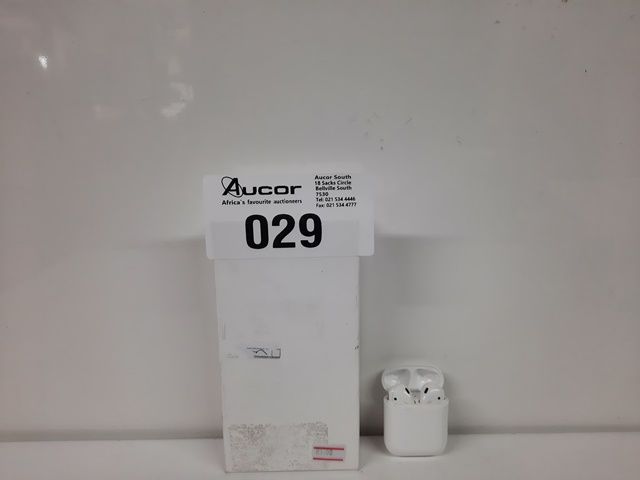 Aucor
Africa's favourite auctioneers
Aucor South
18 Sacks Circle
Bellville South
7530
Tel: 021 534 4446
Fax: 021 534 4777
029